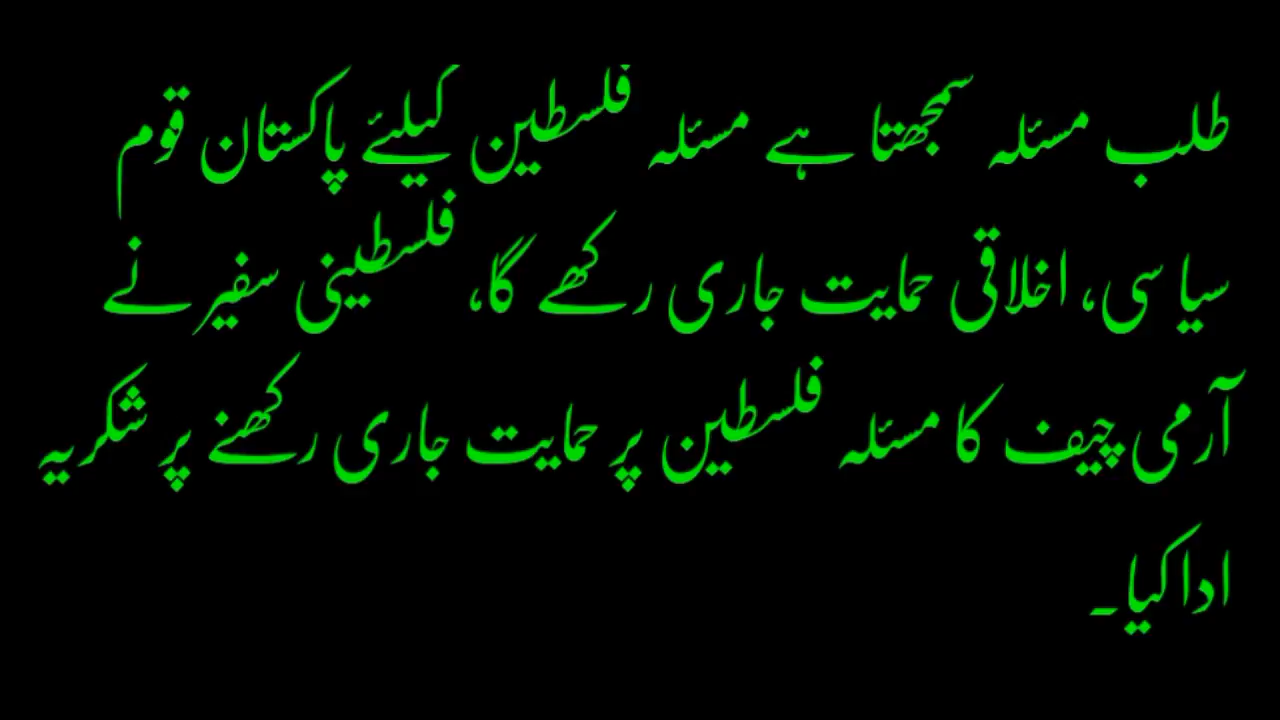 طلب مسئلہ سمجھتا ہے مسئلہ فلسطین کیلئے پاکستان قوم
سیاسی، اخلاقی حمایت جاری رکھے گا، فلسطینی سفیر نے
آرمی چیف کا مسئلہ فلسطین پر حمایت جاری رکھنے پر شکریہ
ادا کیا۔